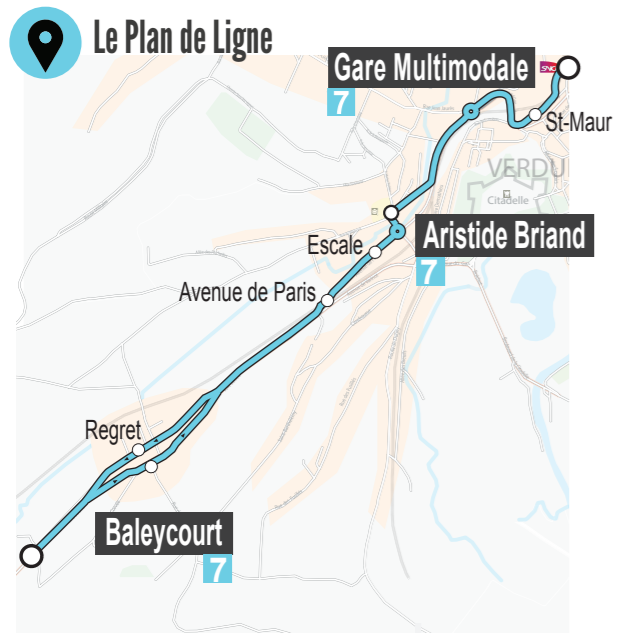 Le Plan de Ligne
Gare Multimodale
7
St-Maur
VERDU
Citadelle
Aristide Briand
7
Escale
Avenue de Paris
Regret
Baleycourt
7